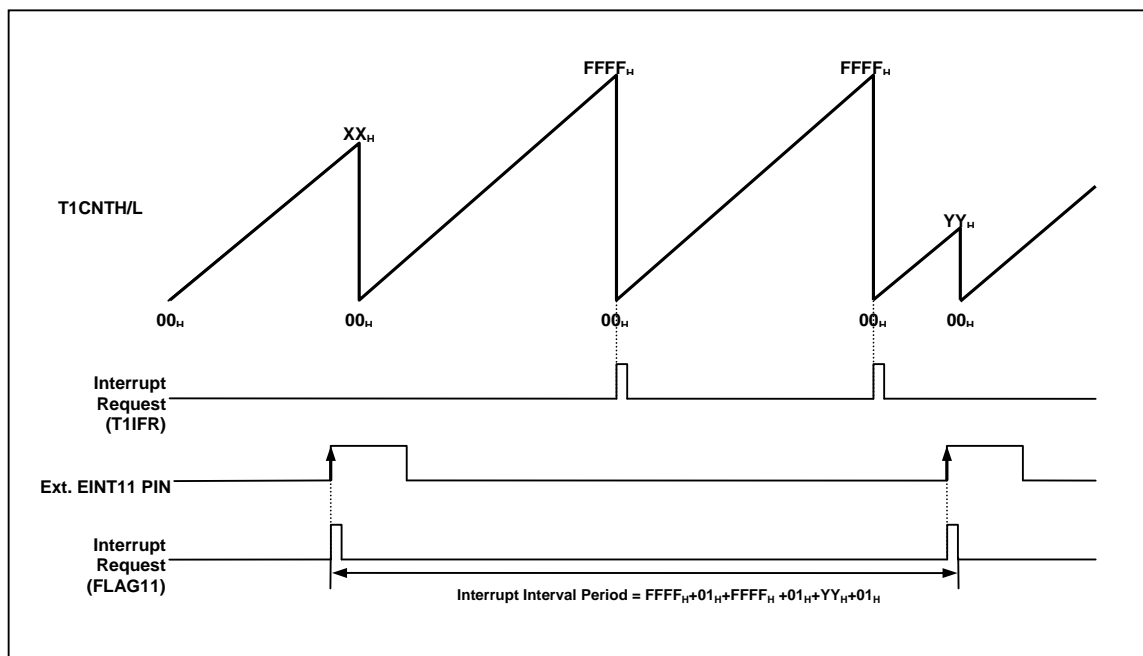 FFFFH
FFFFH
XXH
T1CNTH/L
YYH
00H
00H
00H
00H
00H
Interrupt
Request
(T1IFR)
Ext. EINT11 PIN
Interrupt
Request
(FLAG11)
Interrupt Interval Period = FFFFH+01H+FFFFH +01H+YYH+01H